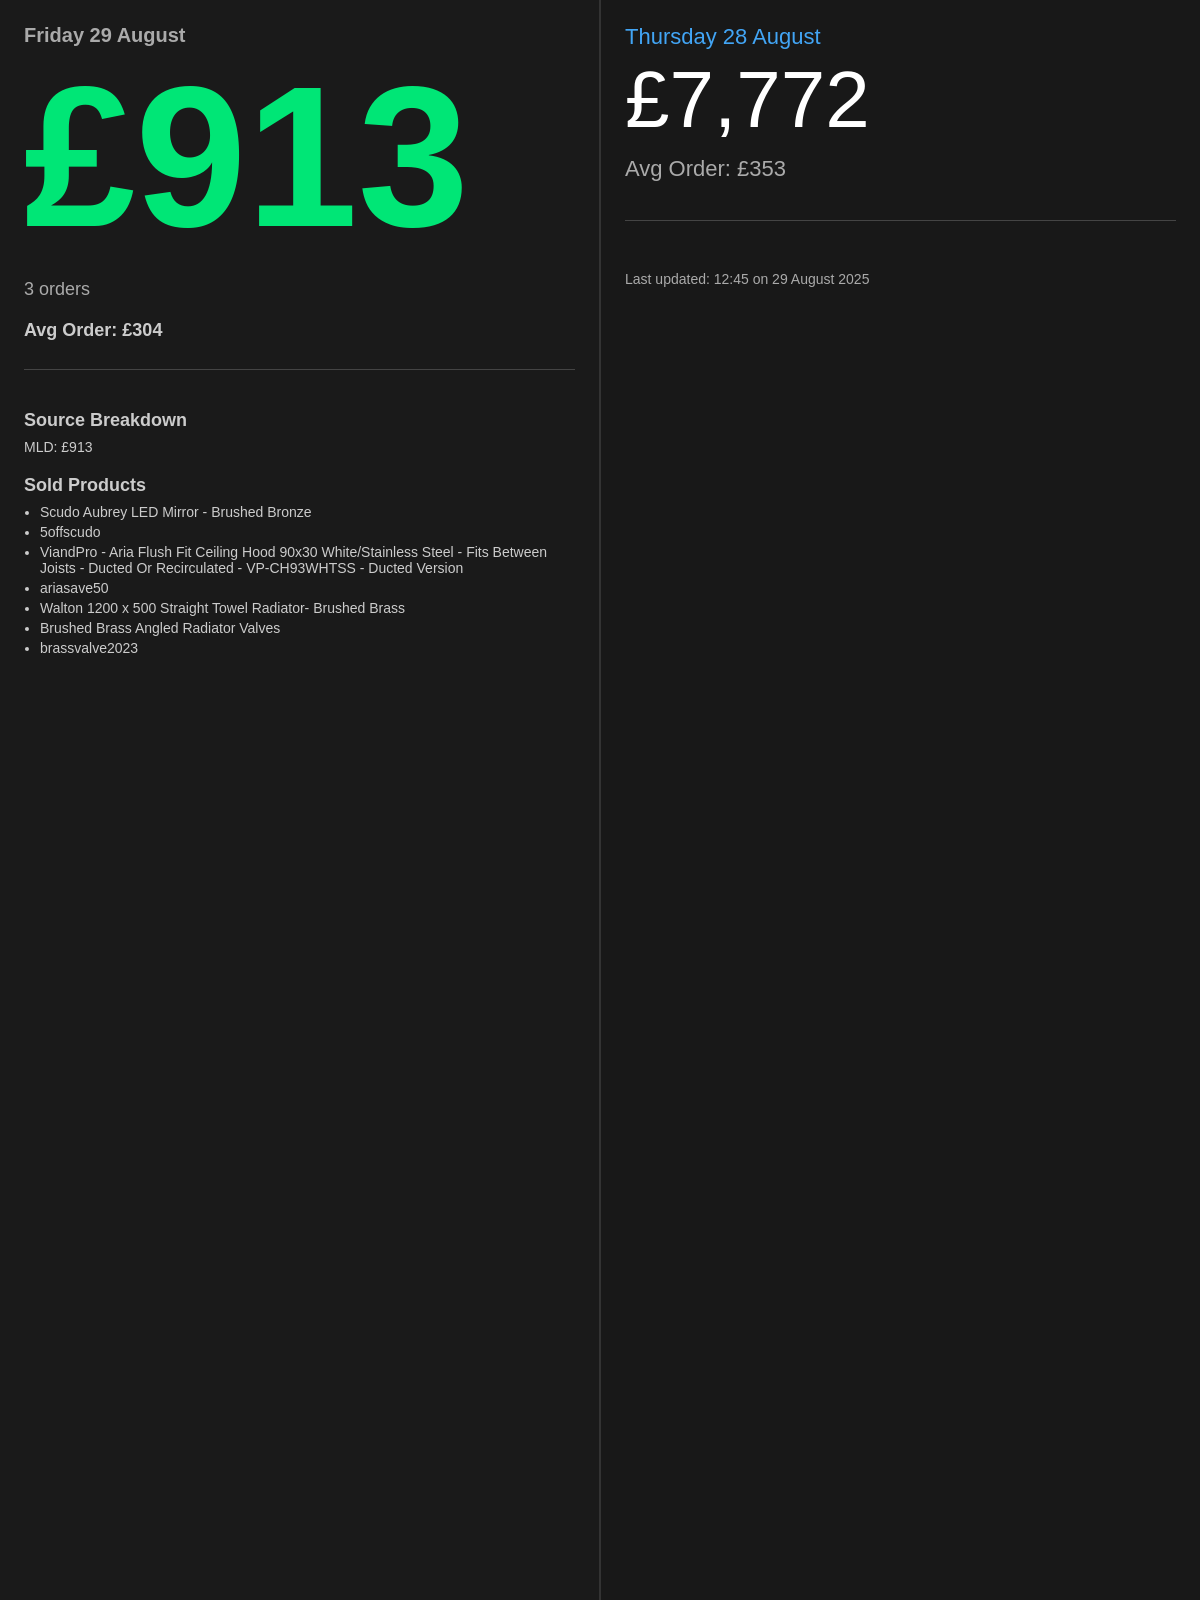 Friday 29 August
£913
3 orders
Avg Order: £304
Source Breakdown
MLD: £913
Sold Products
• Scudo Aubrey LED Mirror - Brushed Bronze
• 5offscudo
• ViandPro - Aria Flush Fit Ceiling Hood 90x30 White/Stainless Steel - Fits Between
Joists - Ducted Or Recirculated - VP-CH93WHTSS - Ducted Version
• ariasave50
• Walton 1200 x 500 Straight Towel Radiator- Brushed Brass
• Brushed Brass Angled Radiator Valves
• brassvalve2023
Thursday 28 August
£7,772
Avg Order: £353
Last updated: 12:45 on 29 August 2025